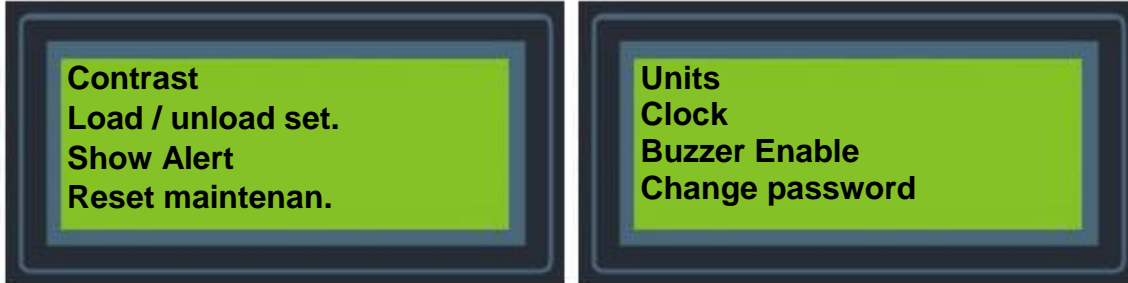 Contrast
Load / unload set.
Show Alert
Reset maintenan.
Units
Clock
Buzzer Enable
Change password